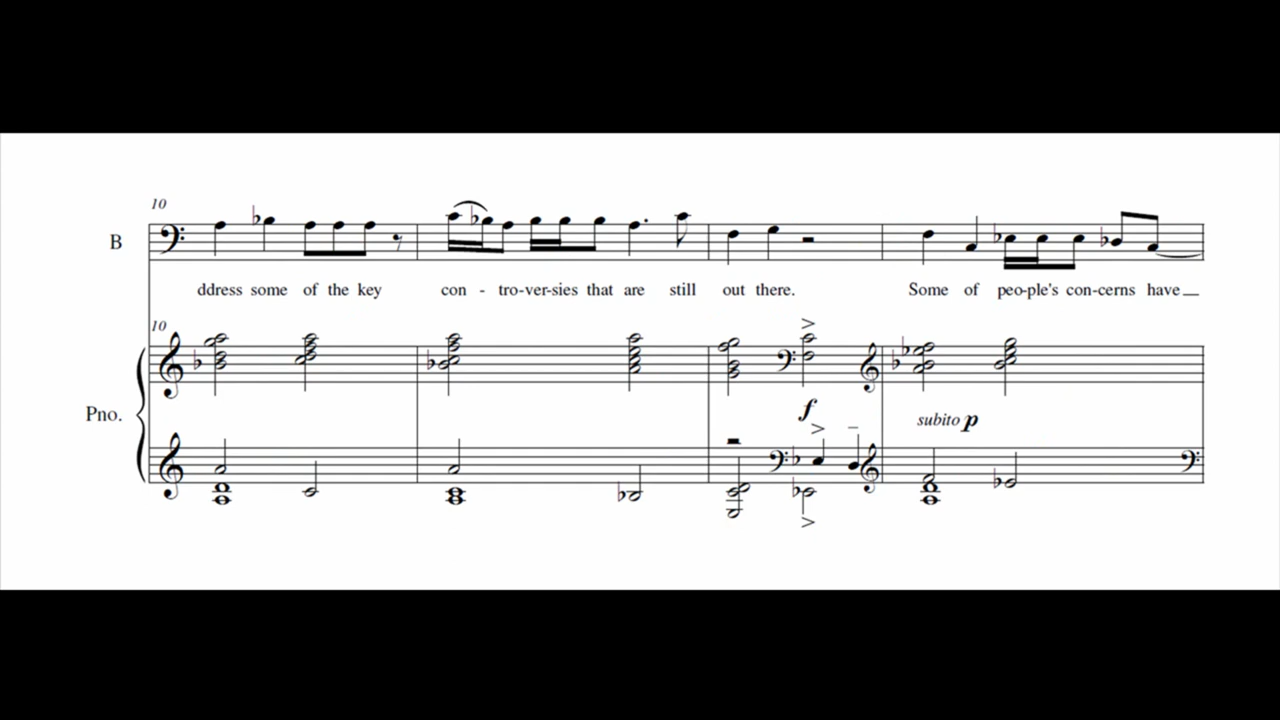 10
B
ddress some of the key con - tro-ver-sies that are still out there. Some of peo-ple's con-cerns have
10
Pno.
f
subito p